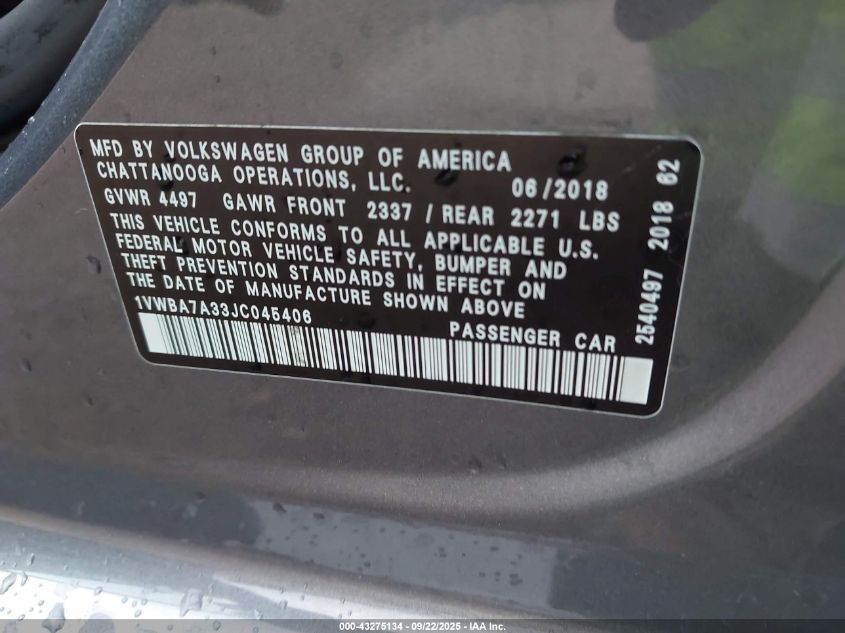 MFD BY VOLKSWAGEN GROUP OF AMERICA
CHATTANOOGA OPERATIONS, LLC. 06/2018
GVWR 4497 GAWR FRONT 2337 / REAR 2271 LBS
THIS VEHICLE CONFORMS TO ALL APPLICABLE U.S.
FEDERAL MOTOR VEHICLE SAFETY, BUMPER AND
THEFT PREVENTION STANDARDS IN EFFECT ON
THE DATE OF MANUFACTURE SHOWN ABOVE
1VWBA7A33JC045406
PASSENGER CAR
2540497 2018 62
000-43275134 - 09/22/2025 - IAA Inc.